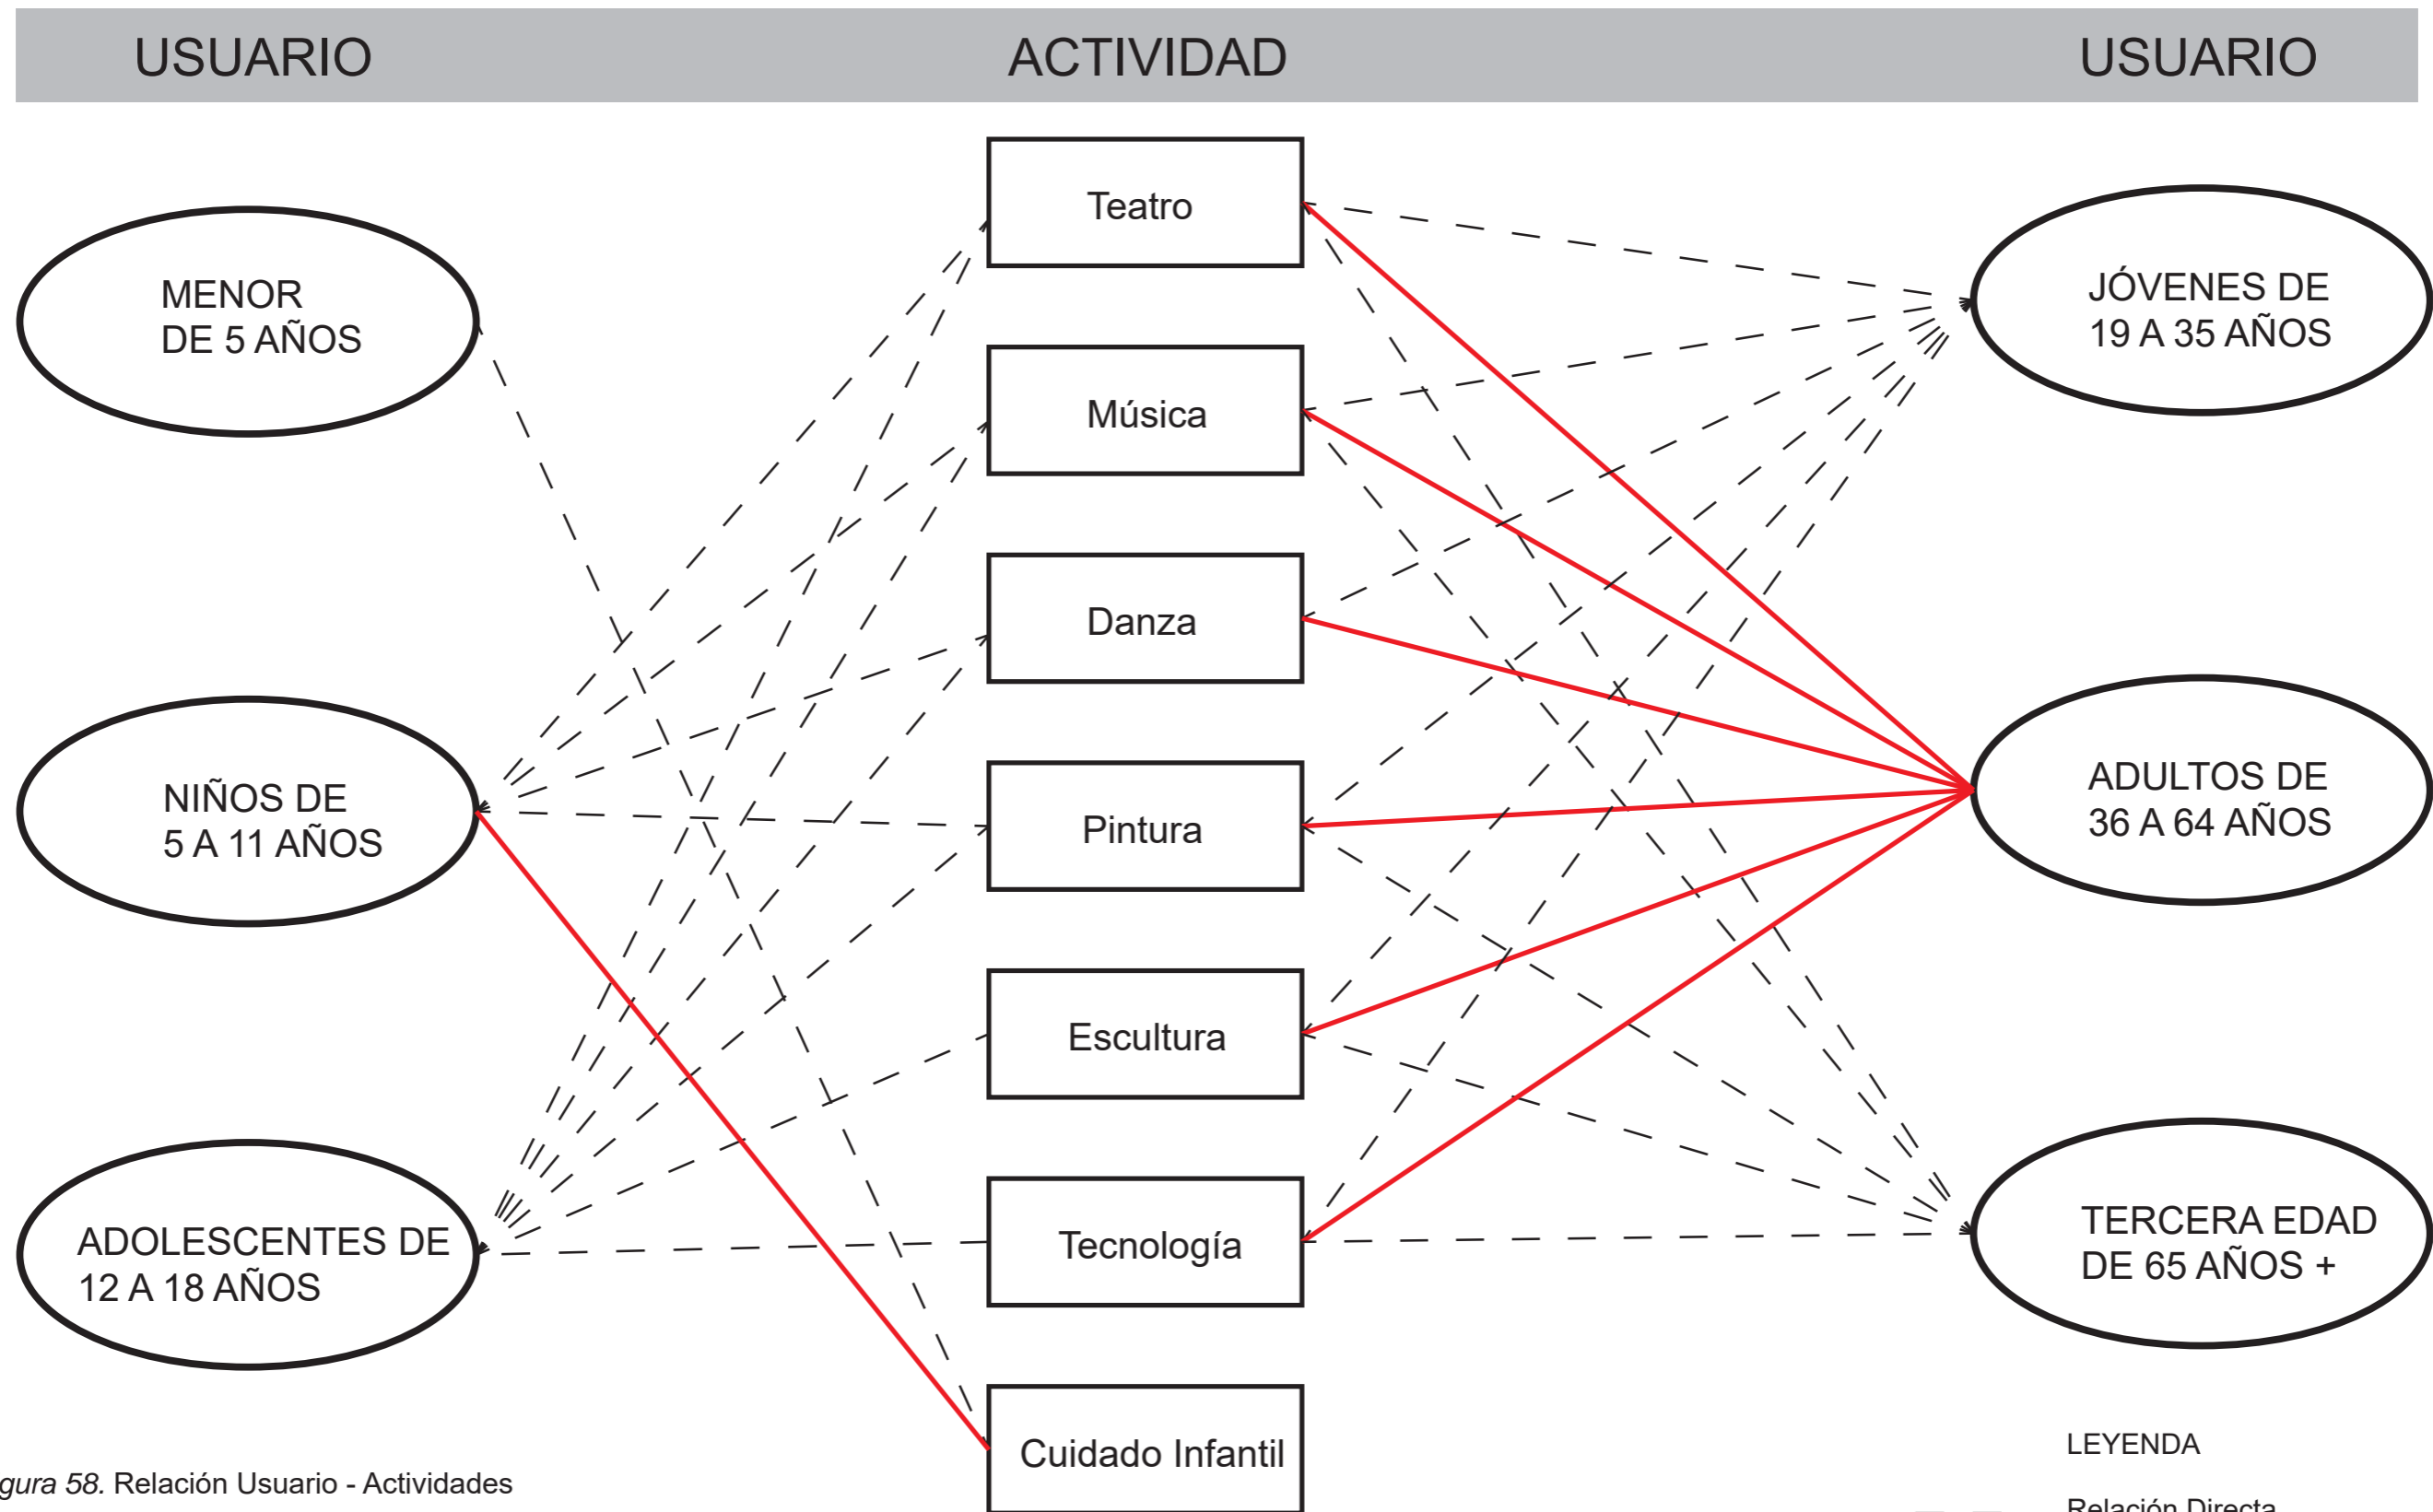 USUARIO ACTIVIDAD USUARIO
Teatro
MENOR
DE 5 AÑOS
JÓVENES DE
19 A 35 AÑOS
Música
Danza
NIÑOS DE
5 A 11 AÑOS
Pintura
ADULTOS DE
36 A 64 AÑOS
Escultura
ADOLESCENTES DE
12 A 18 AÑOS
Tecnología
TERCERA EDAD
DE 65 AÑOS +
Cuidado Infantil
LEYENDA
Relación Directa
gura 58. Relación Usuario - Actividades